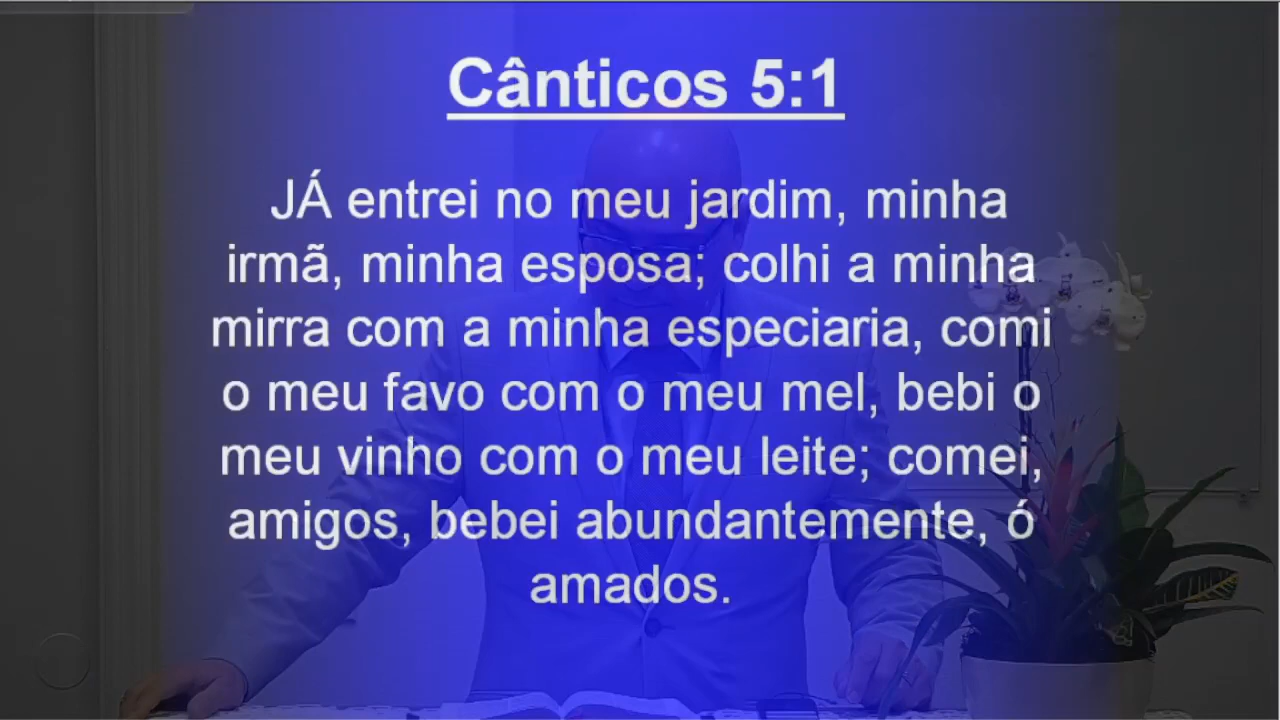 Cânticos 5:1
JÁ entrei no meu jardim, minha
irmã, minha esposa; colhi a minha
mirra com a minha especiaria, comi
o meu favo com o meu mel, bebi o
meu vinho com o meu leite; comei,
amigos, bebei abundantemente, ó
amados.